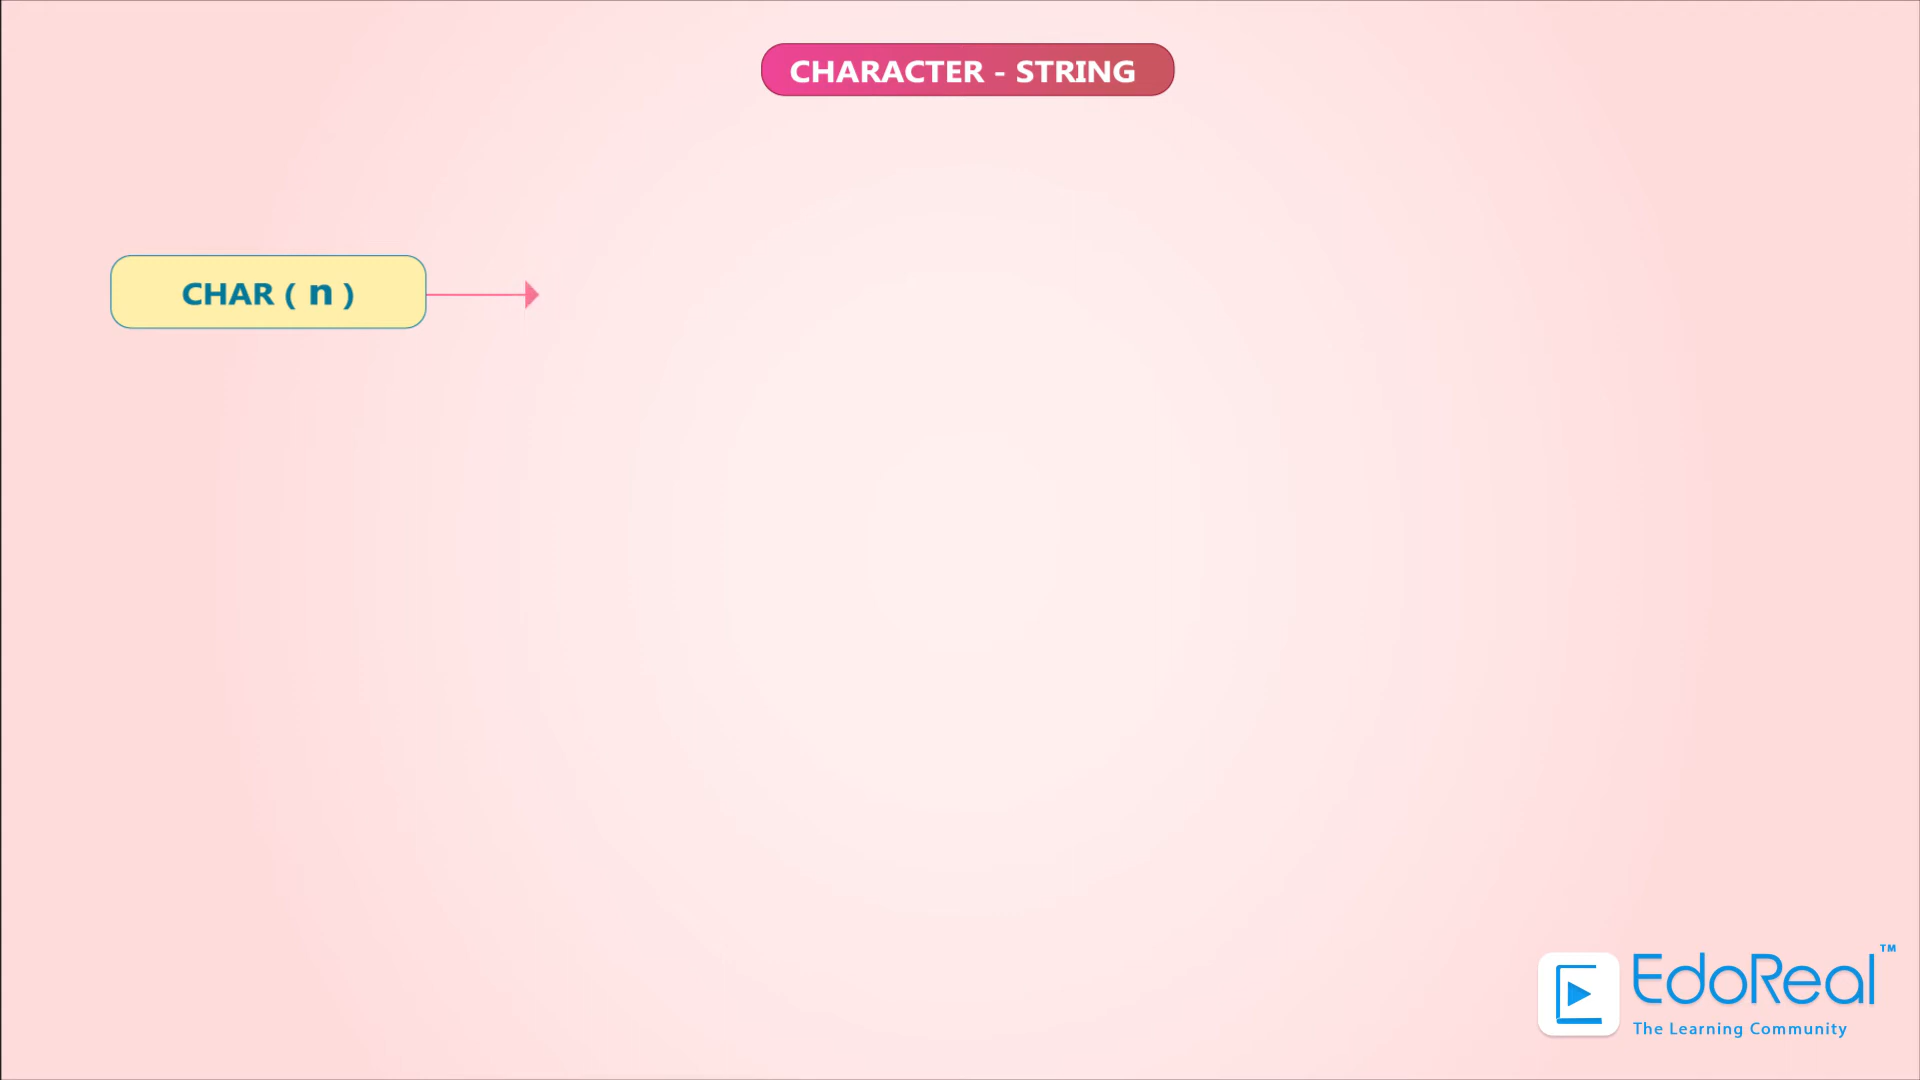 CHARACTER - STRING
CHAR ( n )
EdoReal™
The Learning Community